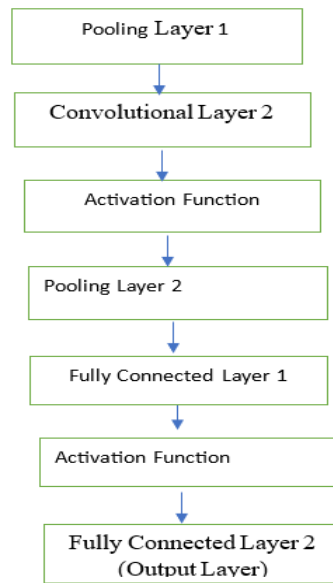 Pooling Layer 1
Convolutional Layer 2
Activation Function
Pooling Layer 2
Fully Connected Layer 1
Activation Function
Fully Connected Layer 2
(Output Layer)